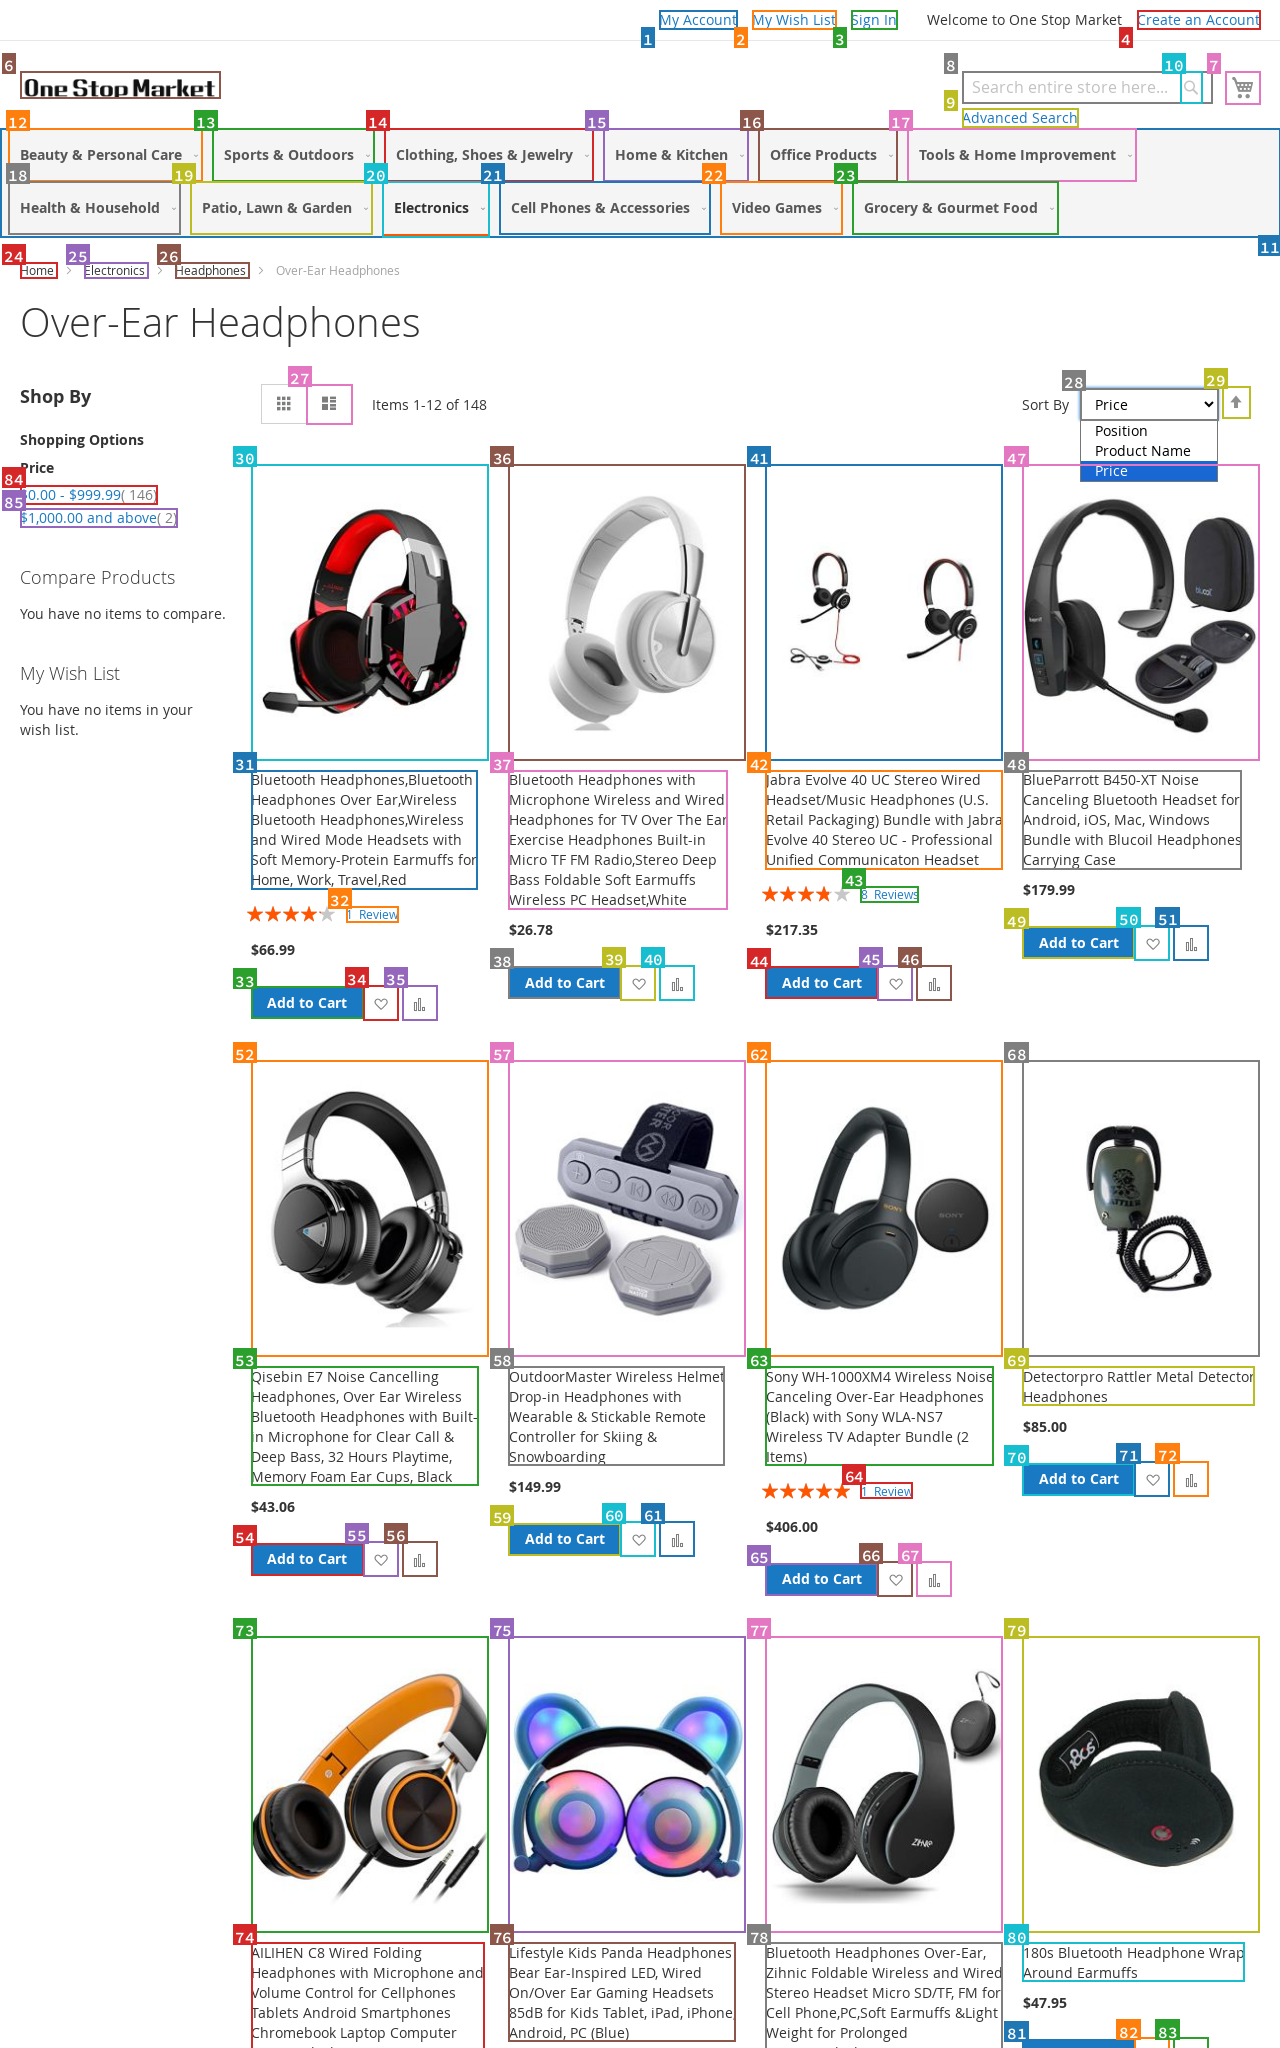 My Account My Wish List Sign In Welcome to One Stop Market Create an Account
1 2 3 4
6 8 10 7
One Stop Market Search entire store here...
9
Advanced Search
12 13 14 15 16 17
Beauty & Personal Care Sports & Outdoors Clothing, Shoes & Jewelry Home & Kitchen Office Products Tools & Home Improvement
18 19 20 21 22 23
Health & Household Patio, Lawn & Garden Electronics Cell Phones & Accessories Video Games Grocery & Gourmet Food
24 25 26 11
Home Electronics Headphones Over-Ear Headphones
Over-Ear Headphones
27 28 29
Shop By
Items 1-12 of 148
Sort By Price
Position
Product Name
Price
Shopping Options
Price
84
$0.00 - $999.99( 146)
85
$1,000.00 and above( 2)
Compare Products
You have no items to compare.
My Wish List
You have no items in your
wish list.
30 36 41 47
31
Bluetooth Headphones,Bluetooth
Headphones Over Ear,Wireless
Bluetooth Headphones,Wireless
and Wired Mode Headsets with
Soft Memory-Protein Earmuffs for
Home, Work, Travel,Red
32
1 Review
$66.99
33 34 35
Add to Cart
37
Bluetooth Headphones with
Microphone Wireless and Wired
Headphones for TV Over The Ear
Exercise Headphones Built-in
Micro TF FM Radio,Stereo Deep
Bass Foldable Soft Earmuffs
Wireless PC Headset,White
$26.78
38 39 40
Add to Cart
42
Jabra Evolve 40 UC Stereo Wired
Headset/Music Headphones (U.S.
Retail Packaging) Bundle with Jabra
Evolve 40 Stereo UC - Professional
Unified Communicaton Headset
43
8 Reviews
$217.35
44 45 46
Add to Cart
blucoil
48
BlueParrott B450-XT Noise
Canceling Bluetooth Headset for
Android, iOS, Mac, Windows
Bundle with Blucoil Headphones
Carrying Case
$179.99
49 50 51
Add to Cart
52 57 62 68
53
Qisebin E7 Noise Cancelling
Headphones, Over Ear Wireless
Bluetooth Headphones with Built-
in Microphone for Clear Call &
Deep Bass, 32 Hours Playtime,
Memory Foam Ear Cups, Black
$43.06
54 55 56
Add to Cart
58
OutdoorMaster Wireless Helmet
Drop-in Headphones with
Wearable & Stickable Remote
Controller for Skiing &
Snowboarding
$149.99
59 60 61
Add to Cart
SONY
SONY
63
Sony WH-1000XM4 Wireless Noise
Canceling Over-Ear Headphones
(Black) with Sony WLA-NS7
Wireless TV Adapter Bundle (2
Items)
64
1 Review
$406.00
65 66 67
Add to Cart
RATTLER
69
Detectorpro Rattler Metal Detector
Headphones
$85.00
70 71 72
Add to Cart
73 75 77 79
74
AILIHEN C8 Wired Folding
Headphones with Microphone and
Volume Control for Cellphones
Tablets Android Smartphones
Chromebook Laptop Computer
76
Lifestyle Kids Panda Headphones
Bear Ear-Inspired LED, Wired
On/Over Ear Gaming Headsets
85dB for Kids Tablet, iPad, iPhone,
Android, PC (Blue)
ZIHNIC
78
Bluetooth Headphones Over-Ear,
Zihnic Foldable Wireless and Wired
Stereo Headset Micro SD/TF, FM for
Cell Phone,PC,Soft Earmuffs &Light
Weight for Prolonged
180s
80
180s Bluetooth Headphone Wrap
Around Earmuffs
$47.95
81 82 83